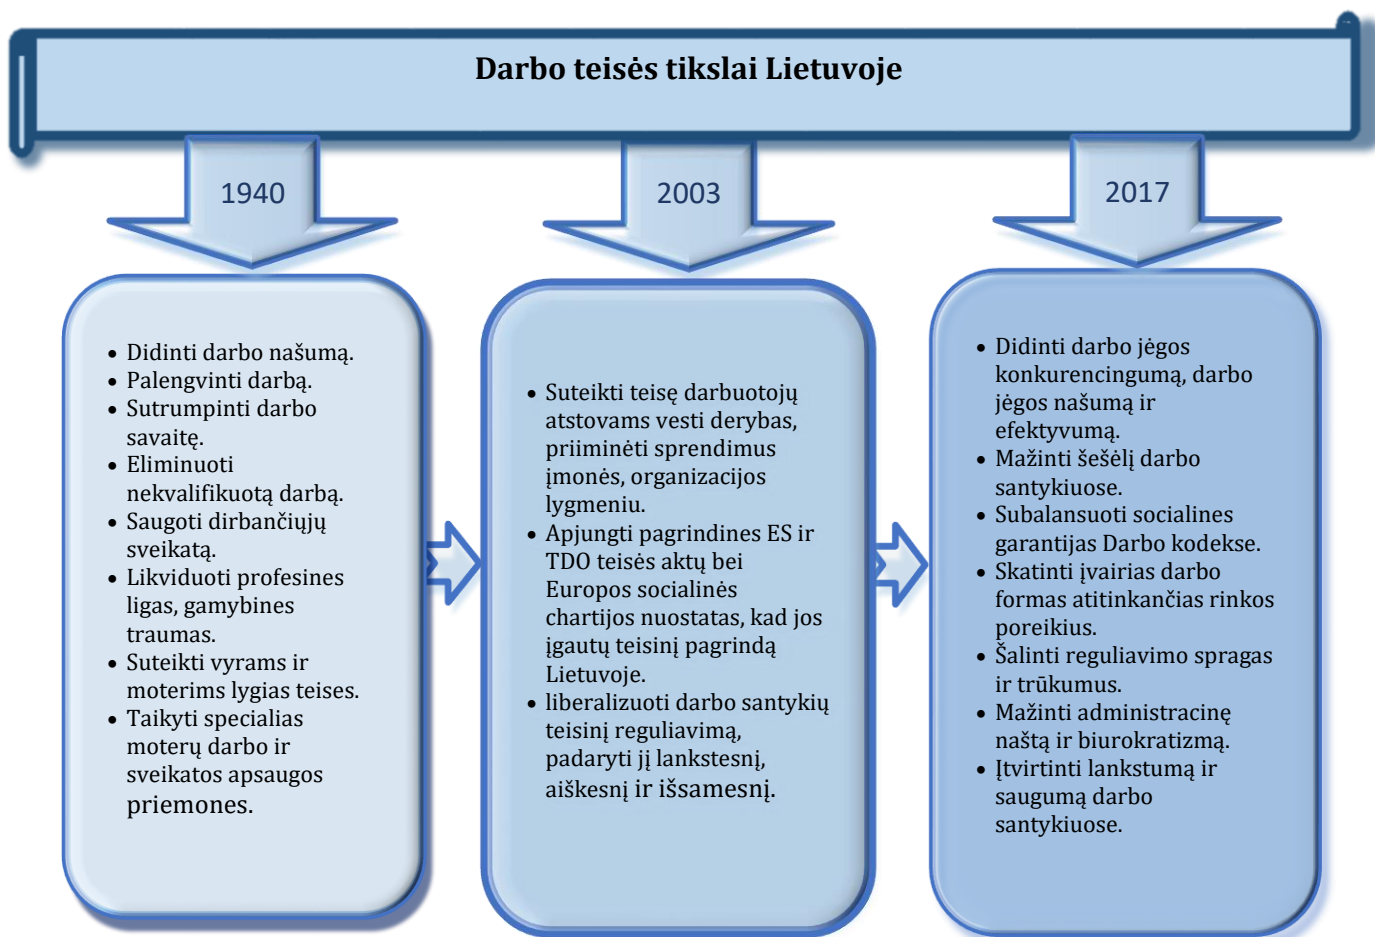 Darbo teisės tikslai Lietuvoje
1940
• Didinti darbo našumą.
• Palengvinti darbą.
• Sutrumpinti darbo
savaitę.
• Eliminuoti
nekvalifikuotą darbą.
• Saugoti dirbančiųjų
sveikatą.
• Likviduoti profesines
ligas, gamybines
traumas.
• Suteikti vyrams ir
moterims lygias teises.
• Taikyti specialias
moterų darbo ir
sveikatos apsaugos
priemones.
2003
• Suteikti teisę darbuotojų
atstovams vesti derybas,
priiminėti sprendimus
įmonės, organizacijos
lygmeniu.
• Apjungti pagrindines ES ir
TDO teisės aktų bei
Europos socialinės
chartijos nuostatas, kad jos
įgautų teisinį pagrindą
Lietuvoje.
• liberalizuoti darbo santykių
teisinį reguliavimą,
padaryti jį lankstesnį,
aiškesnį ir išsamesnį.
2017
• Didinti darbo jėgos
konkurencingumą, darbo
jėgos našumą ir
efektyvumą.
• Mažinti šešėlį darbo
santykiuose.
• Subalansuoti socialines
garantijas Darbo kodekse.
• Skatinti įvairias darbo
formas atitinkančias rinkos
poreikius.
• Šalinti reguliavimo spragas
ir trūkumus.
• Mažinti administracinę
naštą ir biurokratizmą.
• Įtvirtinti lankstumą ir
saugumą darbo
santykiuose.